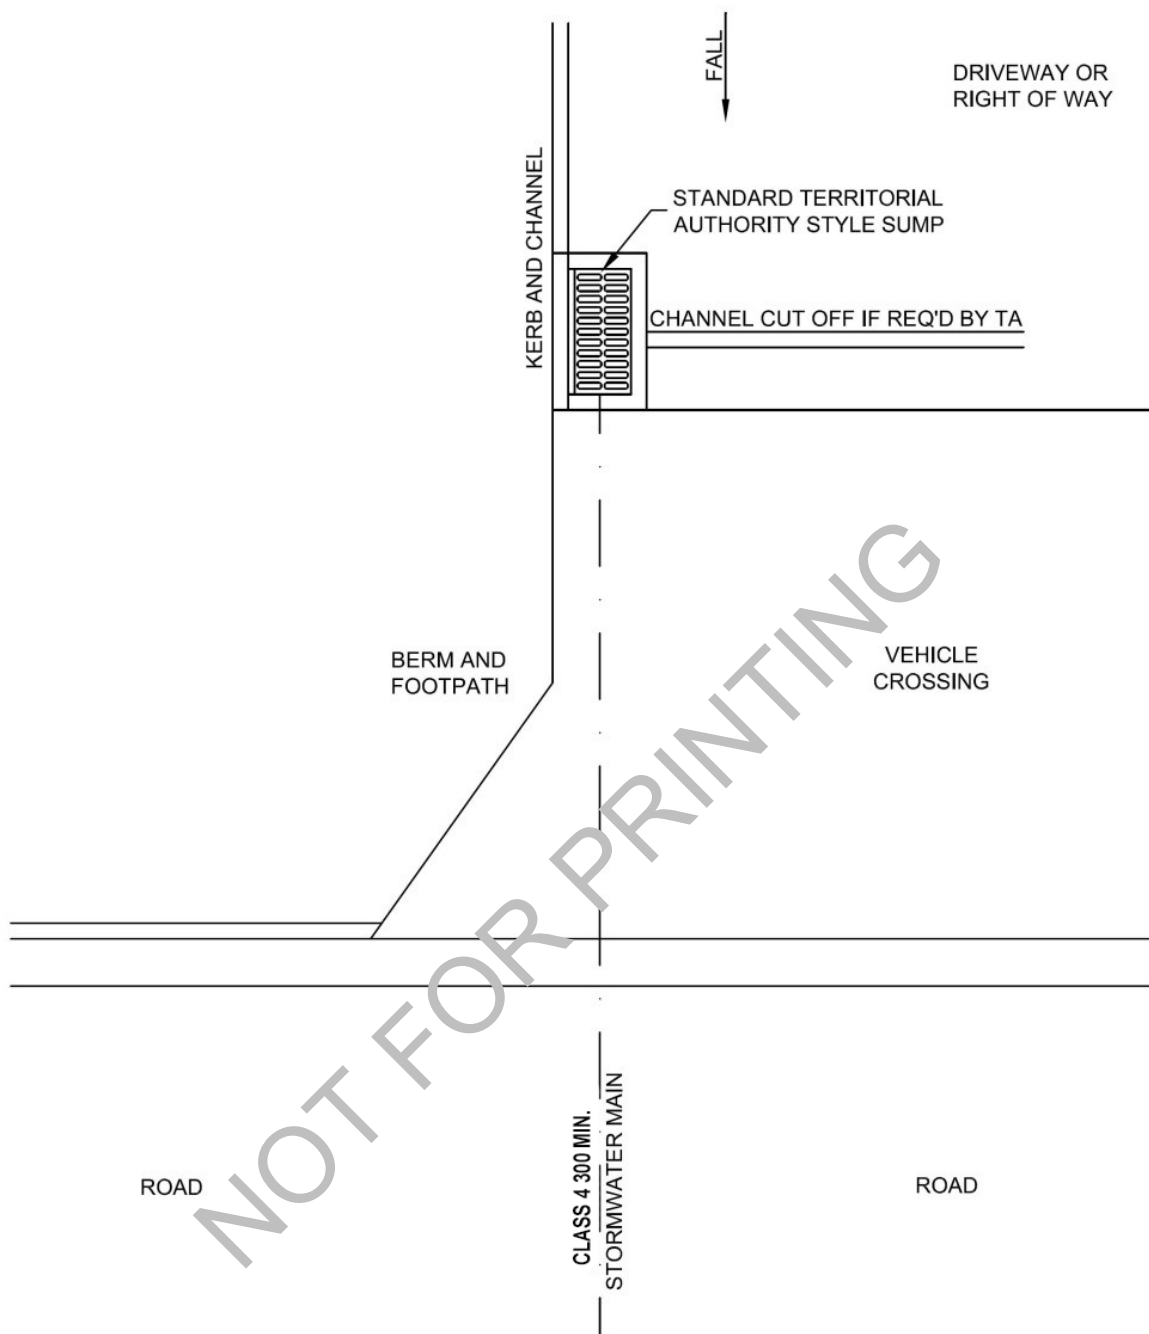 FALL
DRIVEWAY OR
RIGHT OF WAY
KERB AND CHANNEL
STANDARD TERRITORIAL
AUTHORITY STYLE SUMP
CHANNEL CUT OFF IF REQ'D BY TA
BERM AND
FOOTPATH
VEHICLE
CROSSING
NOT FOR PRINTING
ROAD
CLASS 4 300 MIN.
STORMWATER MAIN
ROAD